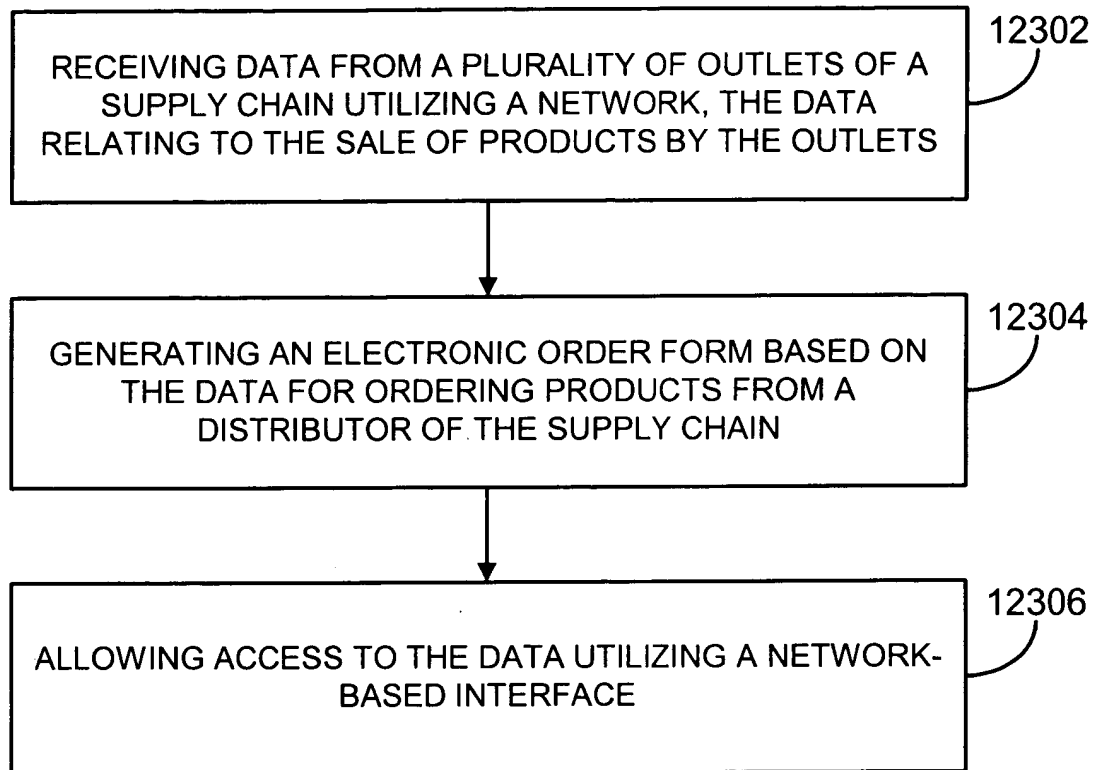 12302
RECEIVING DATA FROM A PLURALITY OF OUTLETS OF A
SUPPLY CHAIN UTILIZING A NETWORK, THE DATA
RELATING TO THE SALE OF PRODUCTS BY THE OUTLETS
12304
GENERATING AN ELECTRONIC ORDER FORM BASED ON
THE DATA FOR ORDERING PRODUCTS FROM A
DISTRIBUTOR OF THE SUPPLY CHAIN
12306
ALLOWING ACCESS TO THE DATA UTILIZING A NETWORK-
BASED INTERFACE